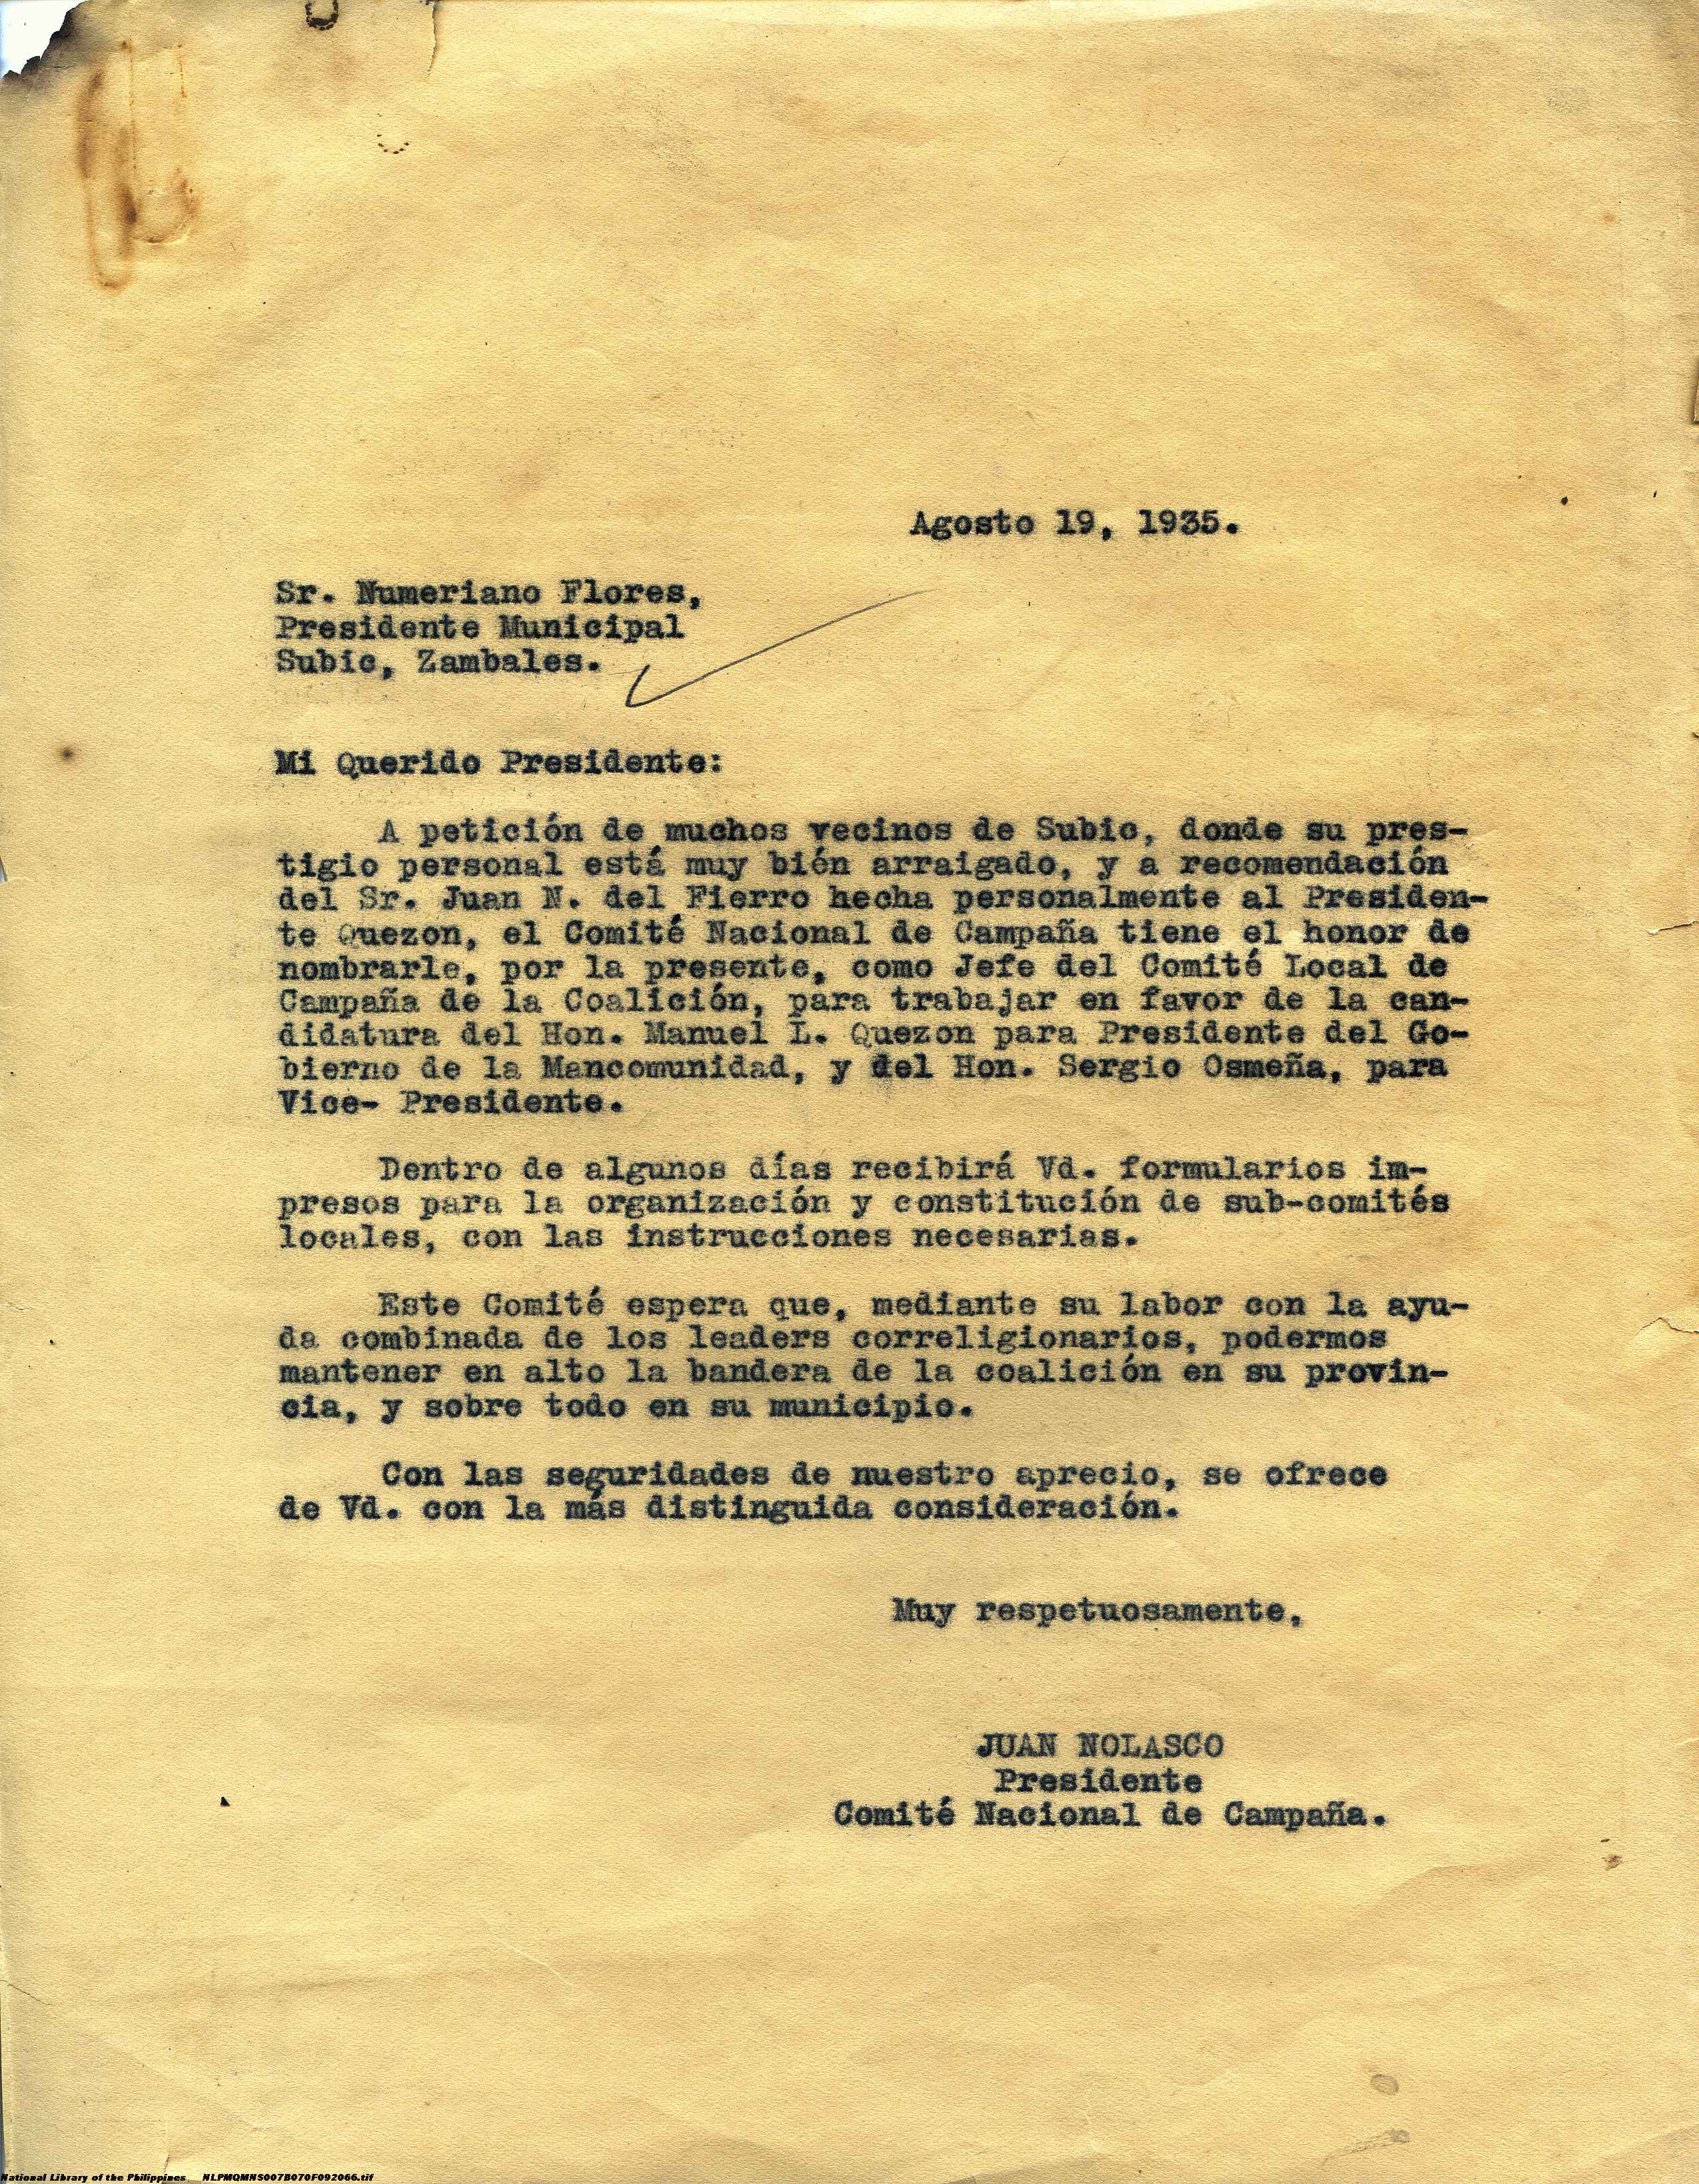 Agosto 19, 1935.
Sr. Numeriano Flores,
Presidente Municipal
Subic, Zambales.
Mi Querido Presidente:
A petición de muchos vecinos de Subic, donde su pres-
tigio personal está muy bién arraigado, y a recomendación
del Sr. Juan N. del Fierro hecha personalmente al Presiden-
te Quezon, el Comité Nacional de Campaña tiene el honor de
nombrarle, por la presente, como Jefe del Comité Local de
Campaña de la Coalición, para trabajar en favor de la can-
didatura del Hon. Manuel L. Quezon para Presidente del Go-
bierno de la Mancomunidad, y del Hon. Sergio Osmeña, para
Vice- Presidente.
Dentro de algunos días recibirá Vd. formularios im-
presos para la organización y constitución de sub-comités
locales, con las instrucciones necesarias.
Este Comité espera que, mediante su labor con la ayu-
da combinada de los leaders correligionarios, podermos
mantener en alto la bandera de la coalición en su provin-
cia, y sobre todo en su municipio.
Con las seguridades de nuestro aprecio, se ofrece
de Vd. con la más distinguida consideración.
Muy respetuosamente,
JUAN NOLASCO
Presidente
Comité Nacional de Campaña.
National Library of the Philippines NLPMQMNS007B070F092066.tif